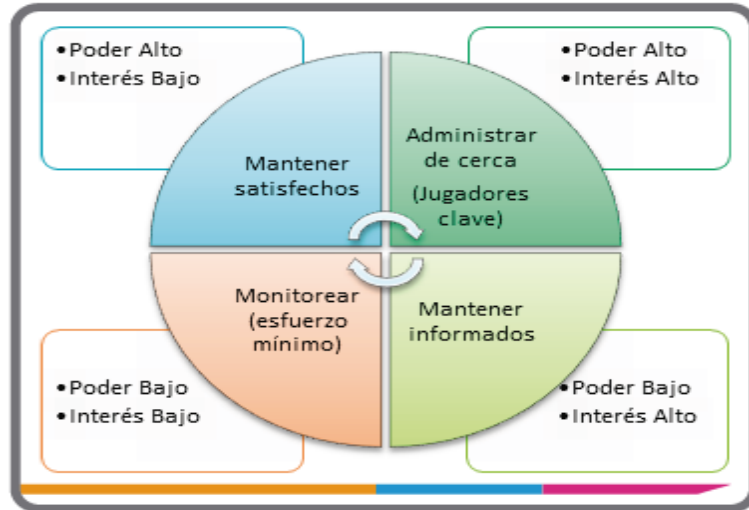 •Poder Alto
•Interés Bajo
•Poder Alto
•Interés Alto
Mantener
satisfechos
Administrar
de cerca
(Jugadores
clave)
Monitorear
(esfuerzo
mínimo)
Mantener
informados
•Poder Bajo
•Interés Bajo
•Poder Bajo
•Interés Alto